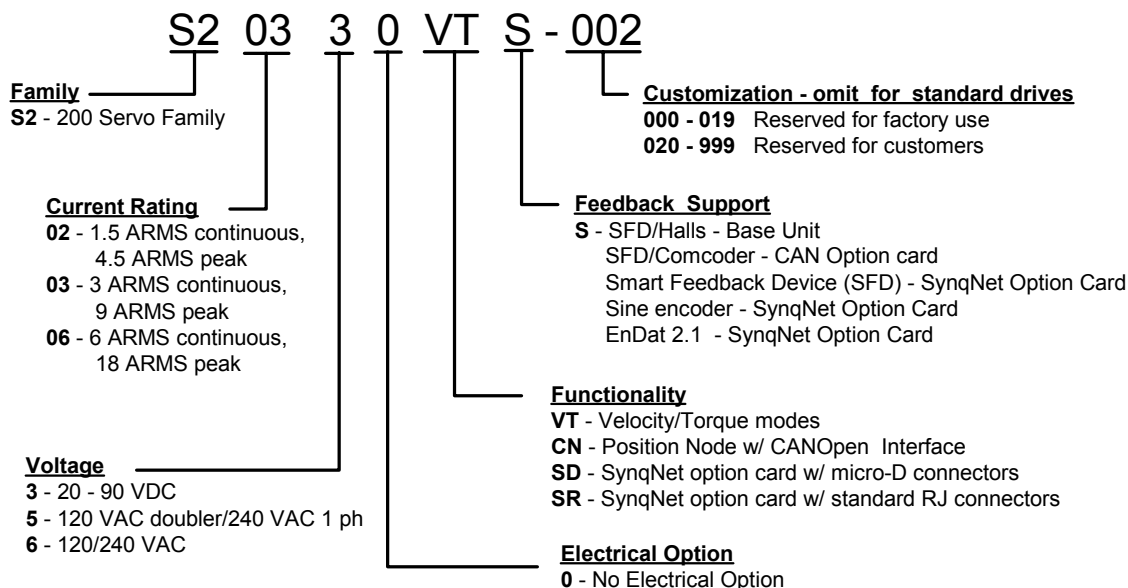 S2 03 3 0 VT S - 002
Family
S2 - 200 Servo Family
Customization - omit for standard drives
000 - 019 Reserved for factory use
020 - 999 Reserved for customers
Current Rating
02 - 1.5 ARMS continuous,
4.5 ARMS peak
03 - 3 ARMS continuous,
9 ARMS peak
06 - 6 ARMS continuous,
18 ARMS peak
Feedback Support
S - SFD/Halls - Base Unit
SFD/Comcoder - CAN Option card
Smart Feedback Device (SFD) - SynqNet Option Card
Sine encoder - SynqNet Option Card
EnDat 2.1 - SynqNet Option Card
Functionality
VT - Velocity/Torque modes
CN - Position Node w/ CANOpen Interface
SD - SynqNet option card w/ micro-D connectors
SR - SynqNet option card w/ standard RJ connectors
Voltage
3 - 20 - 90 VDC
5 - 120 VAC doubler/240 VAC 1 ph
6 - 120/240 VAC
Electrical Option
0 - No Electrical Option